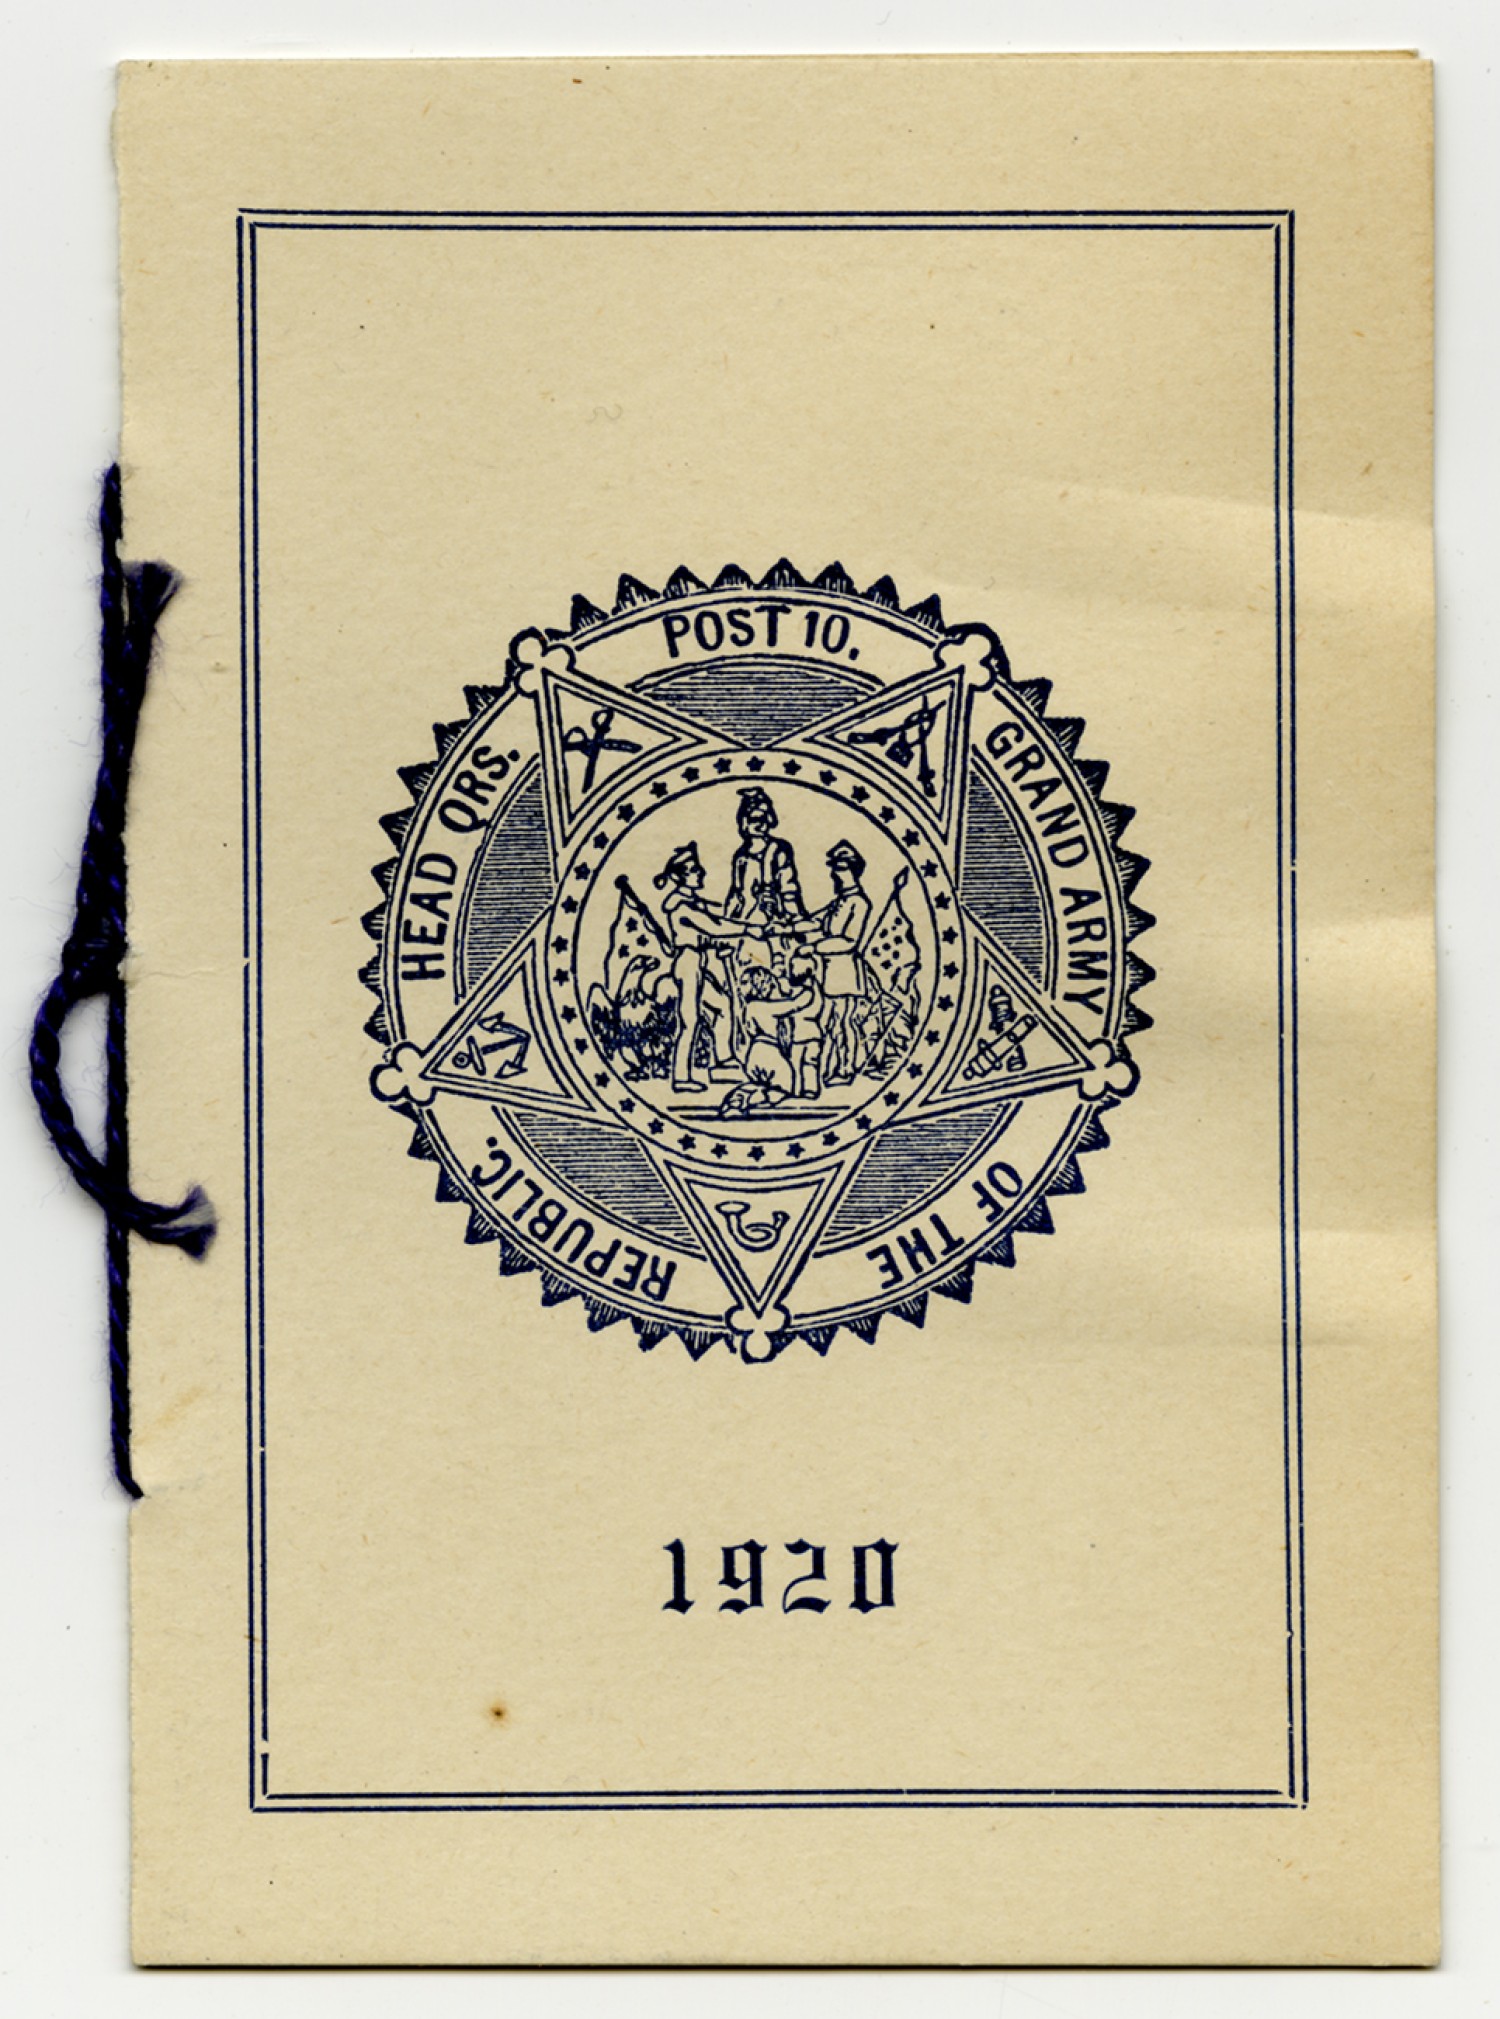 HEAD QRS.
POST 10.
GRAND ARMY
OF THE
REPUBLIC.
1920